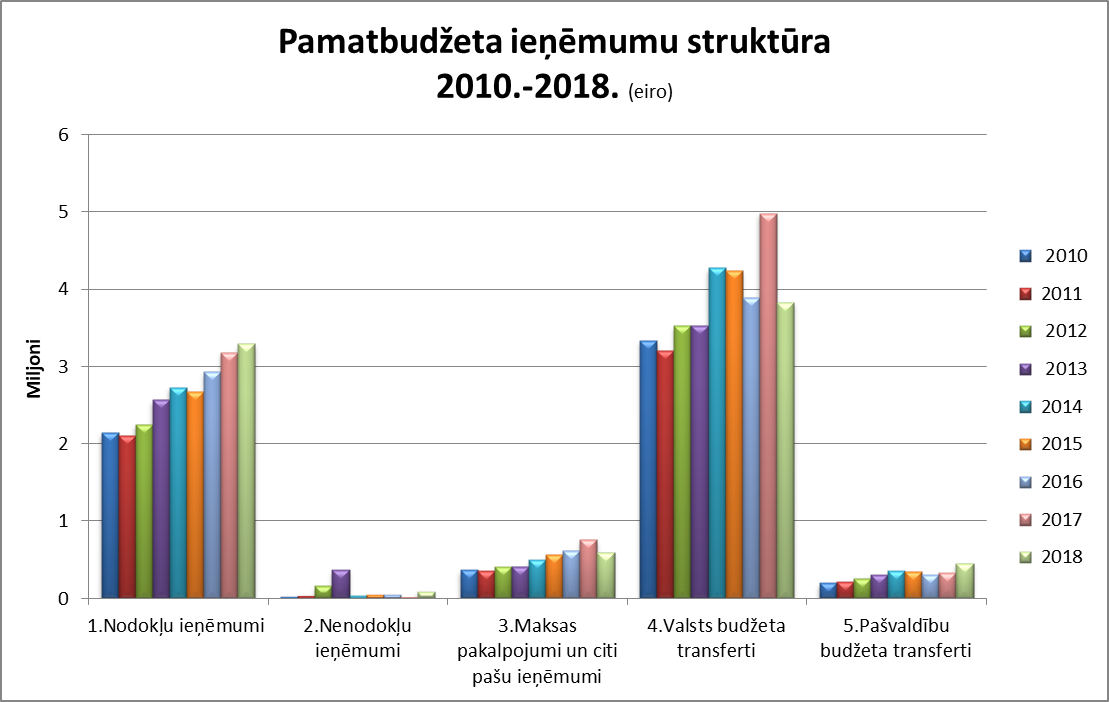 Pamatbudžeta ieņēmumu struktūra
2010.-2018. (eiro)
Miljoni
6
5
4
3
2
1
0
1.Nodokļu ieņēmumi
2.Nenodokļu
ieņēmumi
3.Maksas
pakalpojumi un citi
pašu ieņēmumi
4.Valsts budžeta
transferti
5.Pašvaldību
budžeta transferti
2010
2011
2012
2013
2014
2015
2016
2017
2018